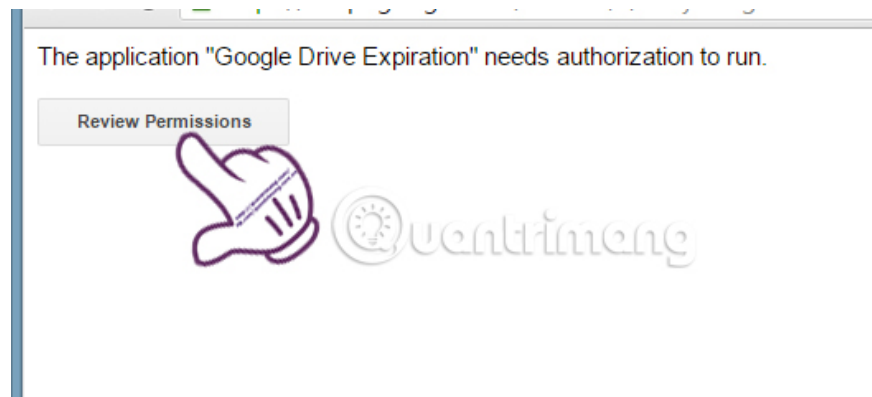 The application "Google Drive Expiration" needs authorization to run.
Review Permissions
Quantrimang